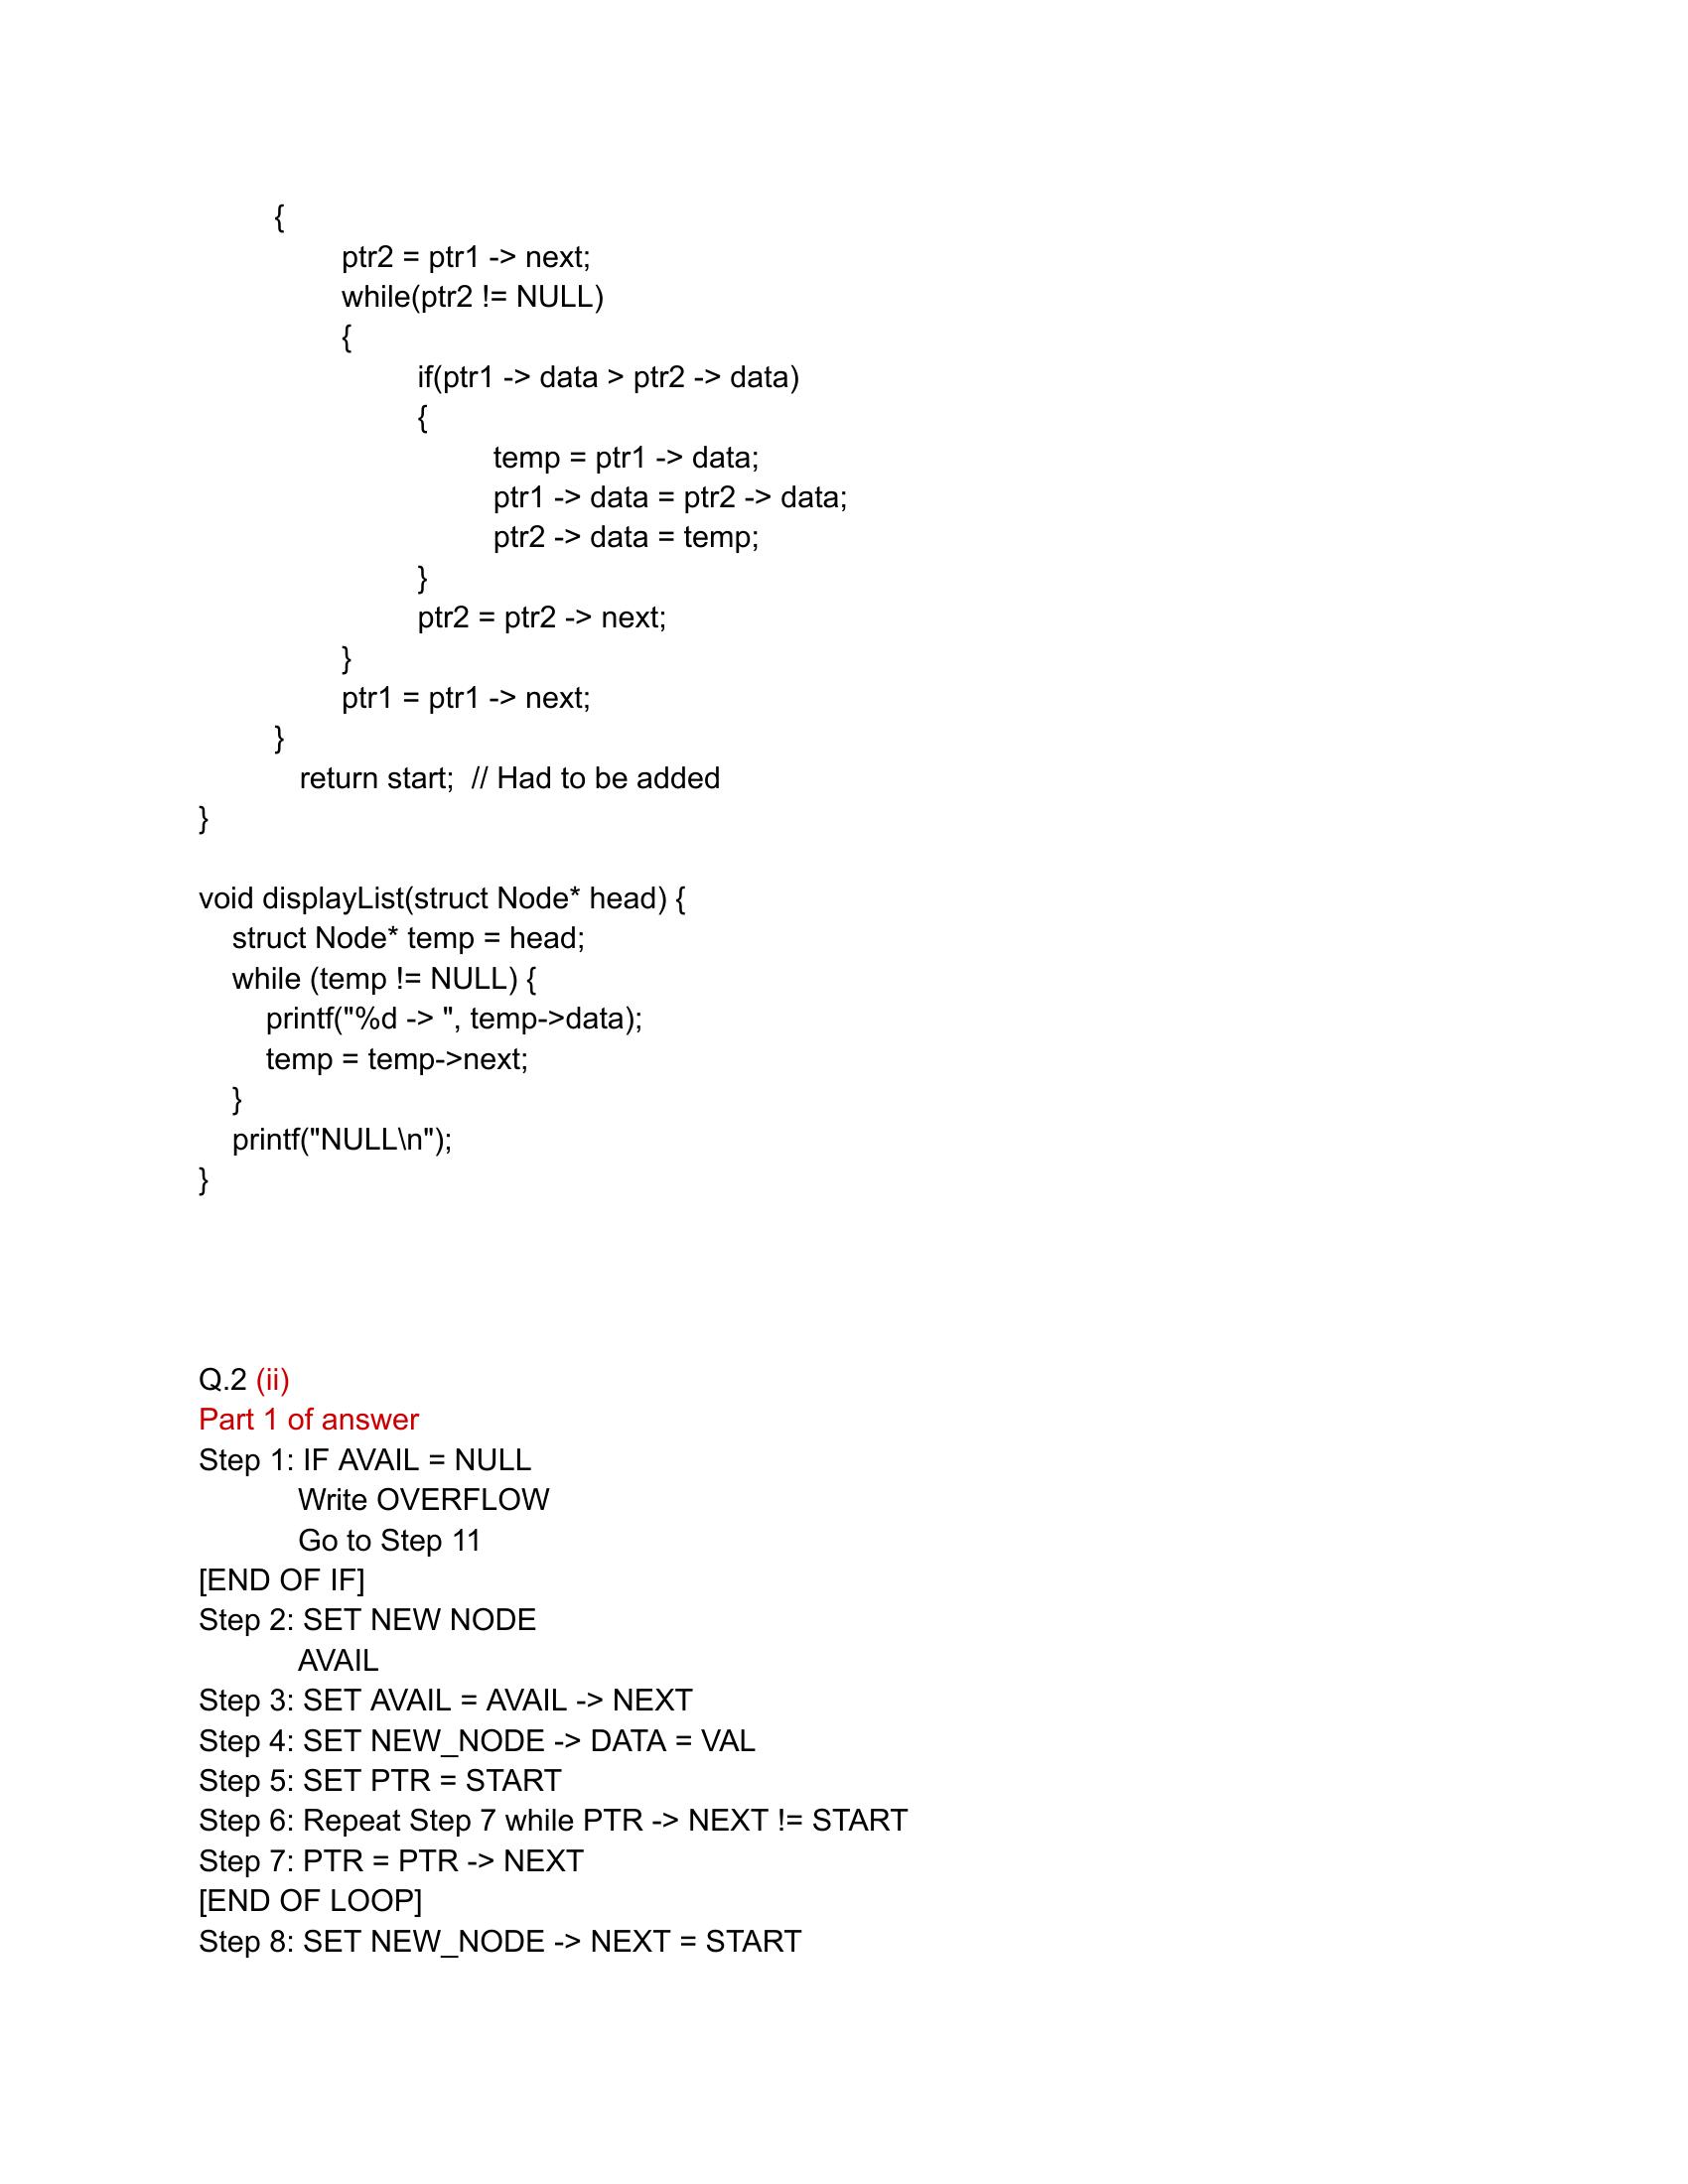 {
ptr2 = ptr1 -> next;
while(ptr2 != NULL)
{
if(ptr1 -> data > ptr2 -> data)
{
temp = ptr1 -> data;
ptr1 -> data = ptr2 -> data;
ptr2 -> data = temp;
}
ptr2 = ptr2 -> next;
}
ptr1 = ptr1 -> next;
}
return start;  // Had to be added
}
void displayList(struct Node* head) {
struct Node* temp = head;
while (temp != NULL) {
printf("%d -> ", temp->data);
temp = temp->next;
}
printf("NULL\n");
}
Q.2 (ii)
Part 1 of answer
Step 1: IF AVAIL = NULL
Write OVERFLOW
Go to Step 11
[END OF IF]
Step 2: SET NEW NODE
AVAIL
Step 3: SET AVAIL = AVAIL -> NEXT
Step 4: SET NEW_NODE -> DATA = VAL
Step 5: SET PTR = START
Step 6: Repeat Step 7 while PTR -> NEXT != START
Step 7: PTR = PTR -> NEXT
[END OF LOOP]
Step 8: SET NEW_NODE -> NEXT = START